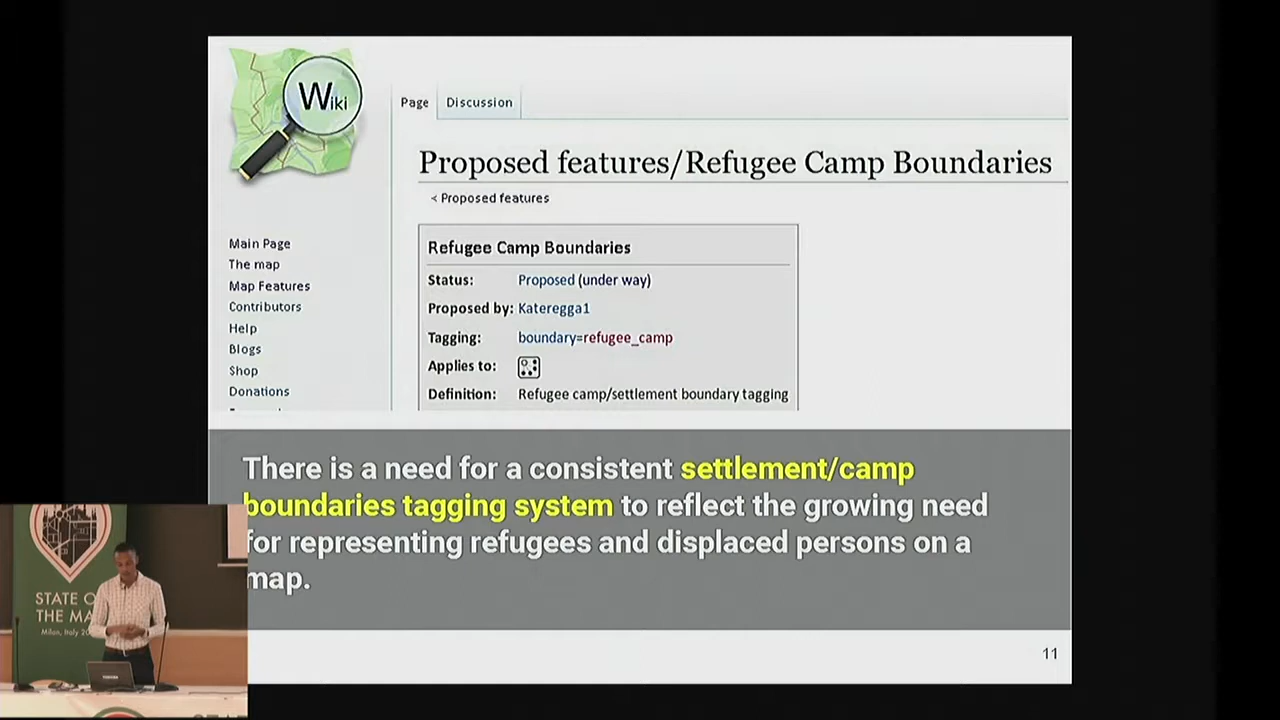 Wiki
Page Discussion
Proposed features/Refugee Camp Boundaries
< Proposed features
Main Page
The map
Map Features
Contributors
Help
Blogs
Shop
Donations
Refugee Camp Boundaries
Status: Proposed (under way)
Proposed by: Kateregga1
Tagging: boundary=refugee_camp
Applies to:
Definition: Refugee camp/settlement boundary tagging
There is a need for a consistent settlement/camp
boundaries tagging system to reflect the growing need
for representing refugees and displaced persons on a
map.
11
STATE O
THE MA
Milan, Italy 20